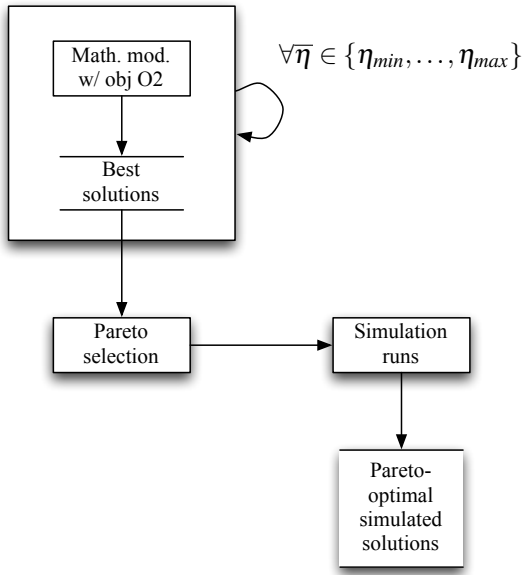 Math. mod.
w/ obj O2
∀η̅ ∈ {ηmin,...,ηmax}
Best
solutions
Pareto
selection
Simulation
runs
Pareto-
optimal
simulated
solutions